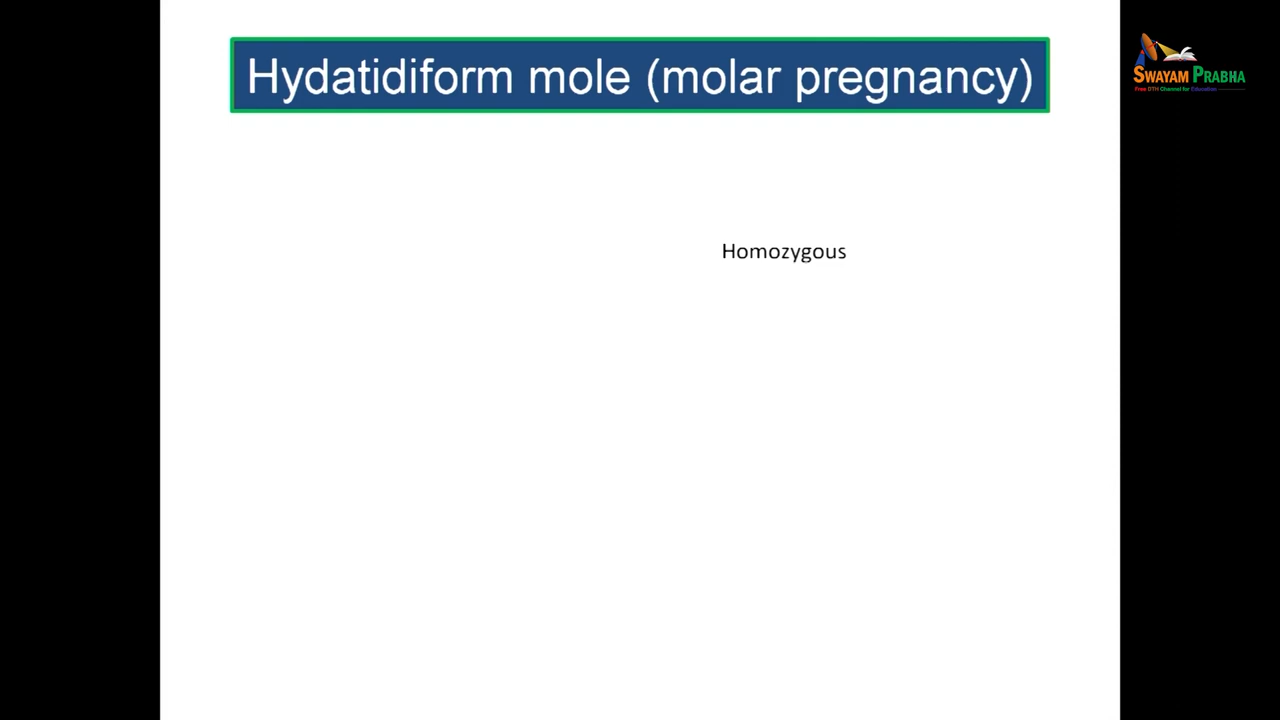 Hydatidiform mole (molar pregnancy)
SWAYAM PRABHA
Free DTH Channel for Education
Homozygous